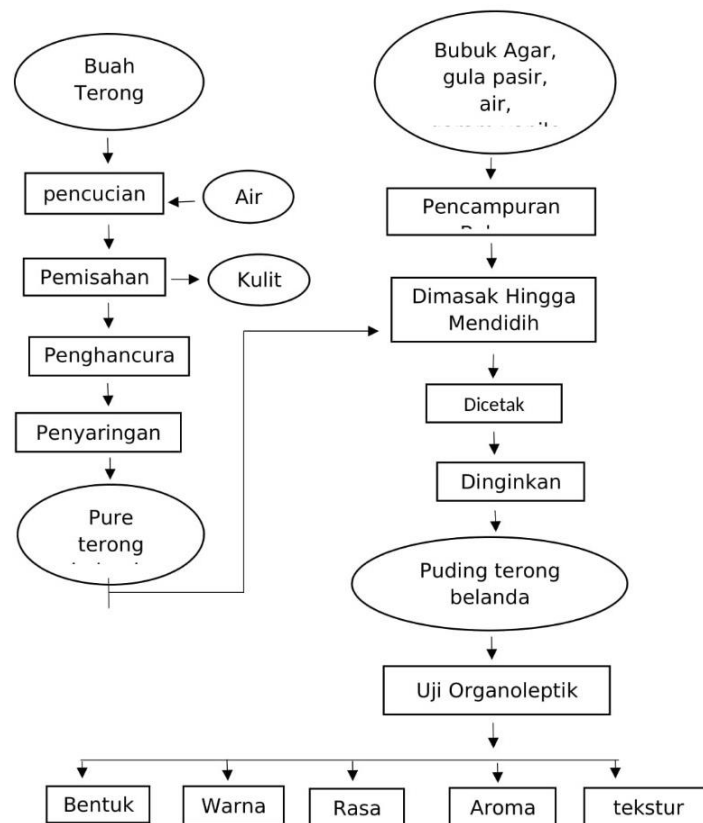 Buah
Terong
pencucian
Air
Pemisahan
Kulit
Penghancura
Penyaringan
Pure
terong
Bubuk Agar,
gula pasir,
air,
Pencampuran
Dimasak Hingga
Mendidih
Dicetak
Dinginkan
Puding terong
belanda
Uji Organoleptik
Bentuk
Warna
Rasa
Aroma
tekstur